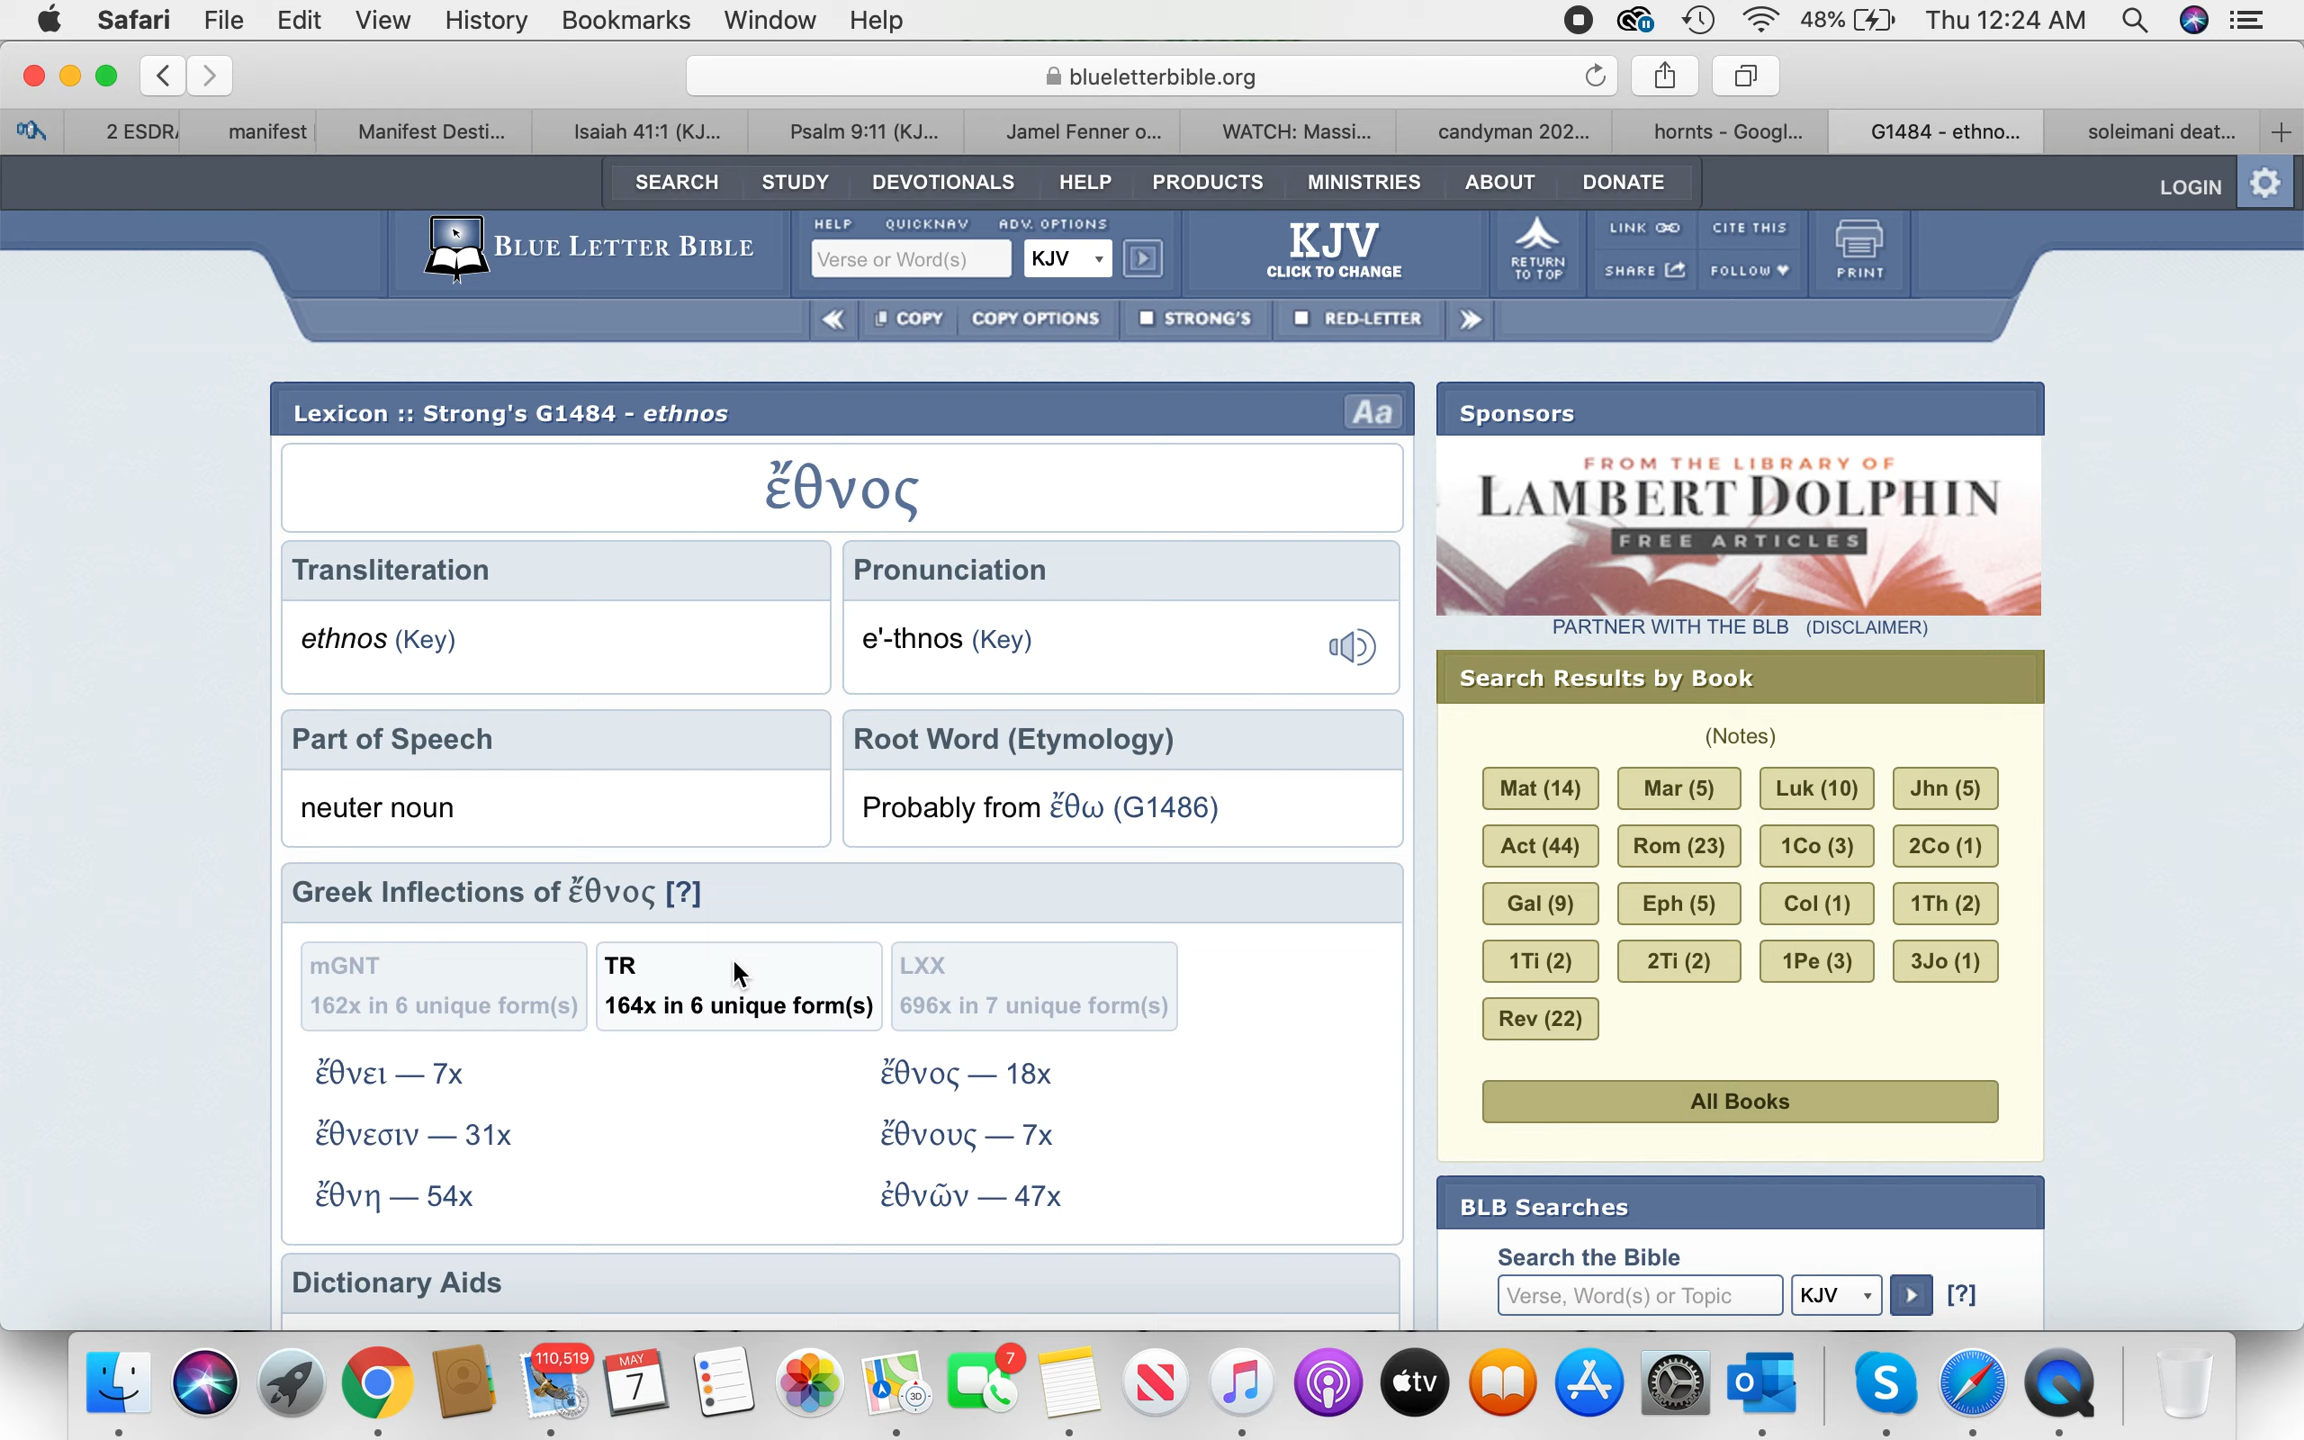 Safari File Edit View History Bookmarks Window Help 48% Thu 12:24 AM
blueletterbible.org
2 ESDRA manifest Manifest Desti... Isaiah 41:1 (KJ... Psalm 9:11 (KJ... Jamel Fenner o... WATCH: Massi... candyman 202... hornts - Googl... G1484 - ethno... soleimani deat...
SEARCH STUDY DEVOTIONALS HELP PRODUCTS MINISTRIES ABOUT DONATE LOGIN
HELP QUICKNAV ADV. OPTIONS
BLUE LETTER BIBLE
Verse or Word(s) KJV
KJV
CLICK TO CHANGE
RETURN
TO TOP
LINK CITE THIS
SHARE FOLLOW
PRINT
COPY COPY OPTIONS STRONG'S RED-LETTER
Lexicon :: Strong's G1484 - ethnos Aa
ἔθνος
Transliteration Pronunciation
ethnos (Key) e'-thnos (Key)
Part of Speech Root Word (Etymology)
neuter noun Probably from ἔθω (G1486)
Greek Inflections of ἔθνος [?]
mGNT TR LXX
162x in 6 unique form(s) 164x in 6 unique form(s) 696x in 7 unique form(s)
ἔθνει — 7x ἔθνος — 18x
ἔθνεσιν — 31x ἔθνους — 7x
ἔθνη — 54x ἐθνῶν — 47x
Dictionary Aids
Sponsors
FROM THE LIBRARY OF
LAMBERT DOLPHIN
FREE ARTICLES
PARTNER WITH THE BLB (DISCLAIMER)
Search Results by Book
(Notes)
Mat (14) Mar (5) Luk (10) Jhn (5)
Act (44) Rom (23) 1Co (3) 2Co (1)
Gal (9) Eph (5) Col (1) 1Th (2)
1Ti (2) 2Ti (2) 1Pe (3) 3Jo (1)
Rev (22)
All Books
BLB Searches
Search the Bible
Verse, Word(s) or Topic KJV [?]
110,519 MAY 7 3D 7 tv O S